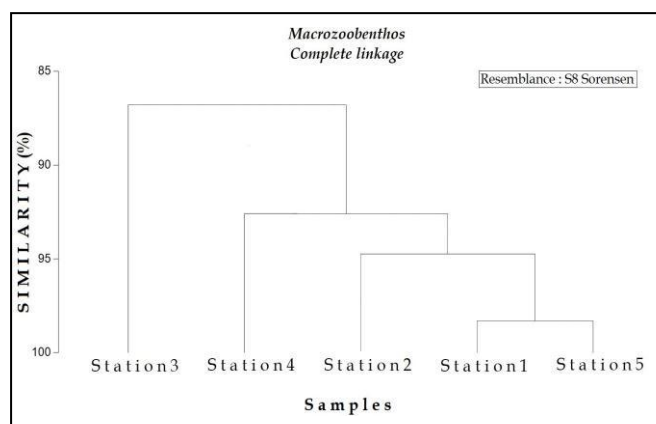 Macrozoobenthos
Complete linkage
Resemblance : S8 Sorensen
SIMILARITY (%)
85
90
95
100
Station3 Station4 Station2 Station1 Station5
Samples